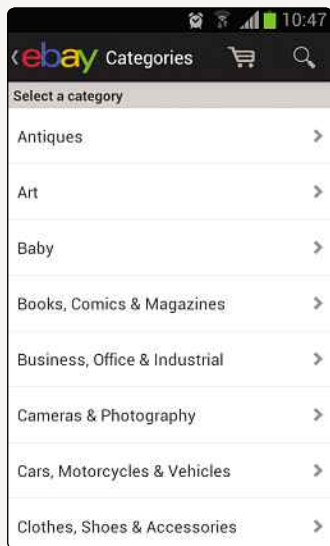 10:47
ebay Categories
Select a category
Antiques
Art
Baby
Books, Comics & Magazines
Business, Office & Industrial
Cameras & Photography
Cars, Motorcycles & Vehicles
Clothes, Shoes & Accessories